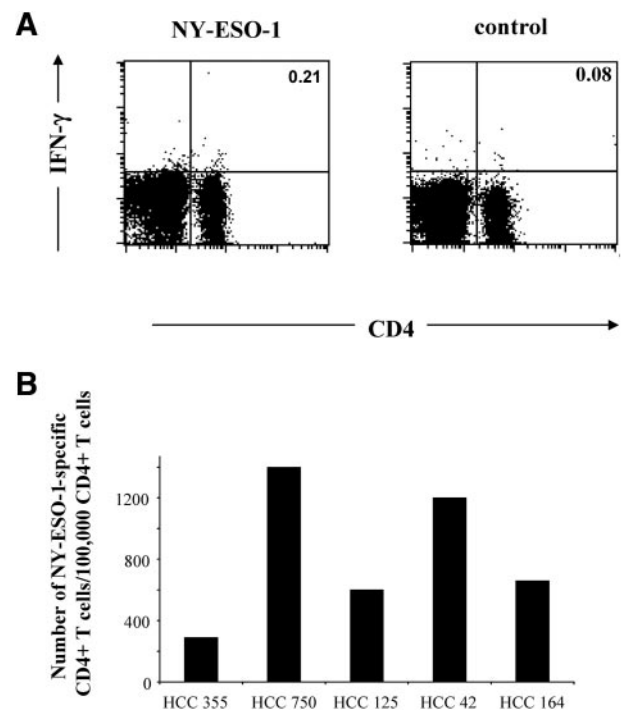 A
NY-ESO-1
control
0.21
0.08
IFN-γ
CD4
B
Number of NY-ESO-1-specific
CD4+ T cells/100,000 CD4+ T cells
1200
800
400
0
HCC 355 HCC 750 HCC 125 HCC 42 HCC 164